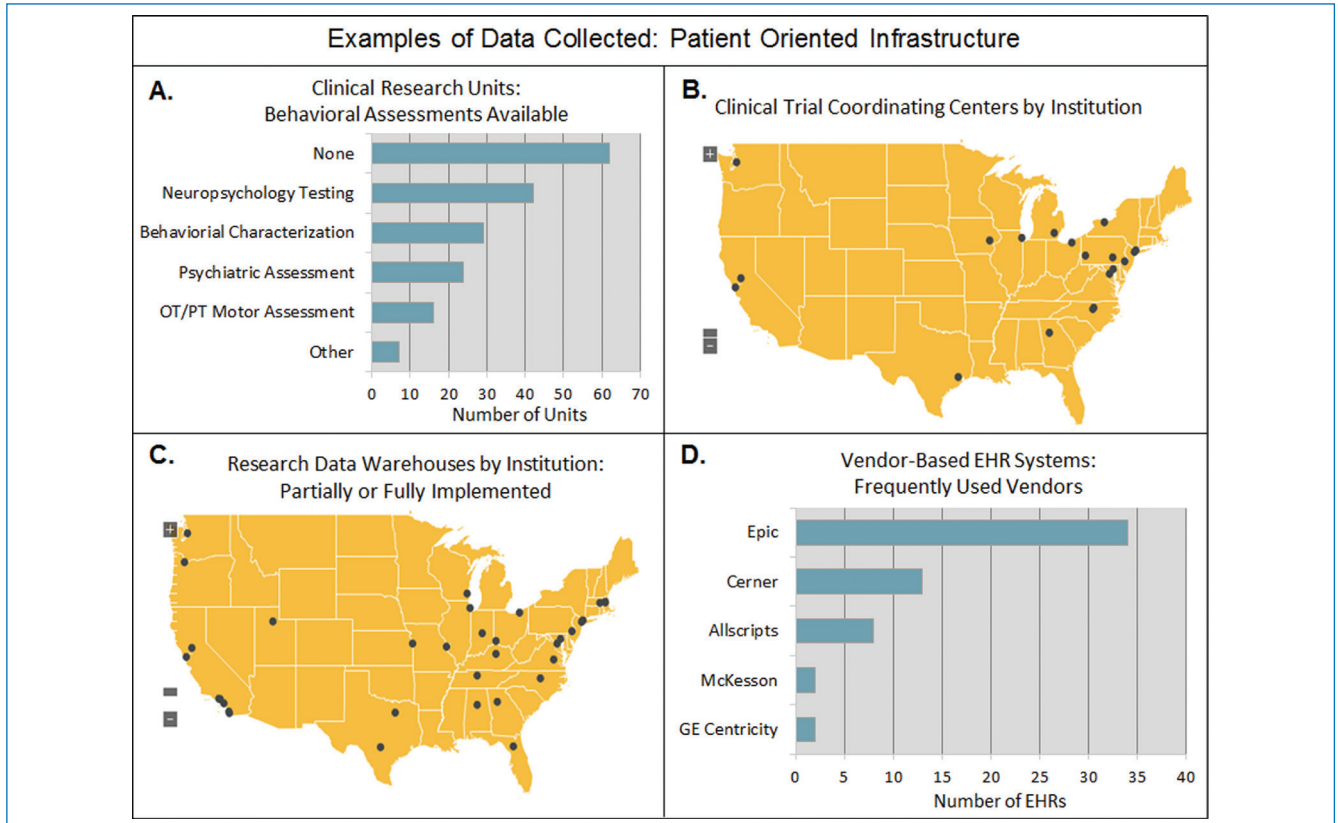 Examples of Data Collected: Patient Oriented Infrastructure
A.
Clinical Research Units:
Behavioral Assessments Available
None
Neuropsychology Testing
Behaviorial Characterization
Psychiatric Assessment
OT/PT Motor Assessment
Other
0 10 20 30 40 50 60 70
Number of Units
B.
Clinical Trial Coordinating Centers by Institution
+
−
C.
Research Data Warehouses by Institution:
Partially or Fully Implemented
+
−
D.
Vendor-Based EHR Systems:
Frequently Used Vendors
Epic
Cerner
Allscripts
McKesson
GE Centricity
0 5 10 15 20 25 30 35 40
Number of EHRs